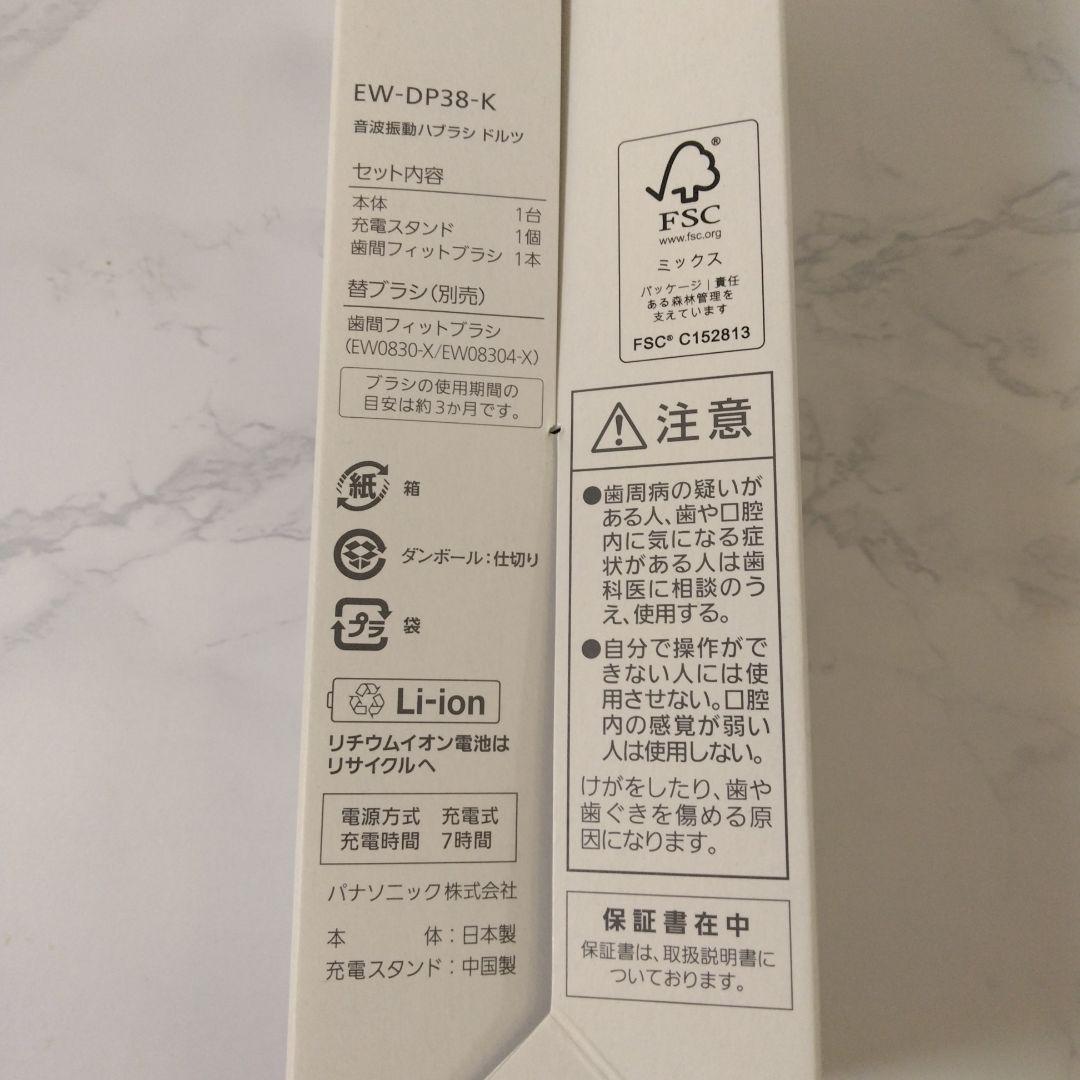 EW-DP38-K
音波振動ハブラシ ドルツ
セット内容
本体 1台
充電スタンド 1個
歯間フィットブラシ 1本
替ブラシ(別売)
歯間フィットブラシ
(EW0830-X/EW08304-X)
ブラシの使用期間の
目安は約3か月です。
紙 箱
ダンボール:仕切り
プラ 袋
Li-ion
リチウムイオン電池は
リサイクルへ
電源方式 充電式
充電時間 7時間
パナソニック株式会社
本体:日本製
充電スタンド:中国製
®
FSC
www.fsc.org
ミックス
パッケージ|責任
ある森林管理を
支えています
FSC® C152813
注意
●歯周病の疑いが
ある人、歯や口腔
内に気になる症
状がある人は歯
科医に相談のう
え、使用する。
●自分で操作がで
きない人には使
用させない。口腔
内の感覚が弱い
人は使用しない。
けがをしたり、歯や
歯ぐきを傷める原
因になります。
保証書在中
保証書は、取扱説明書に
ついております。